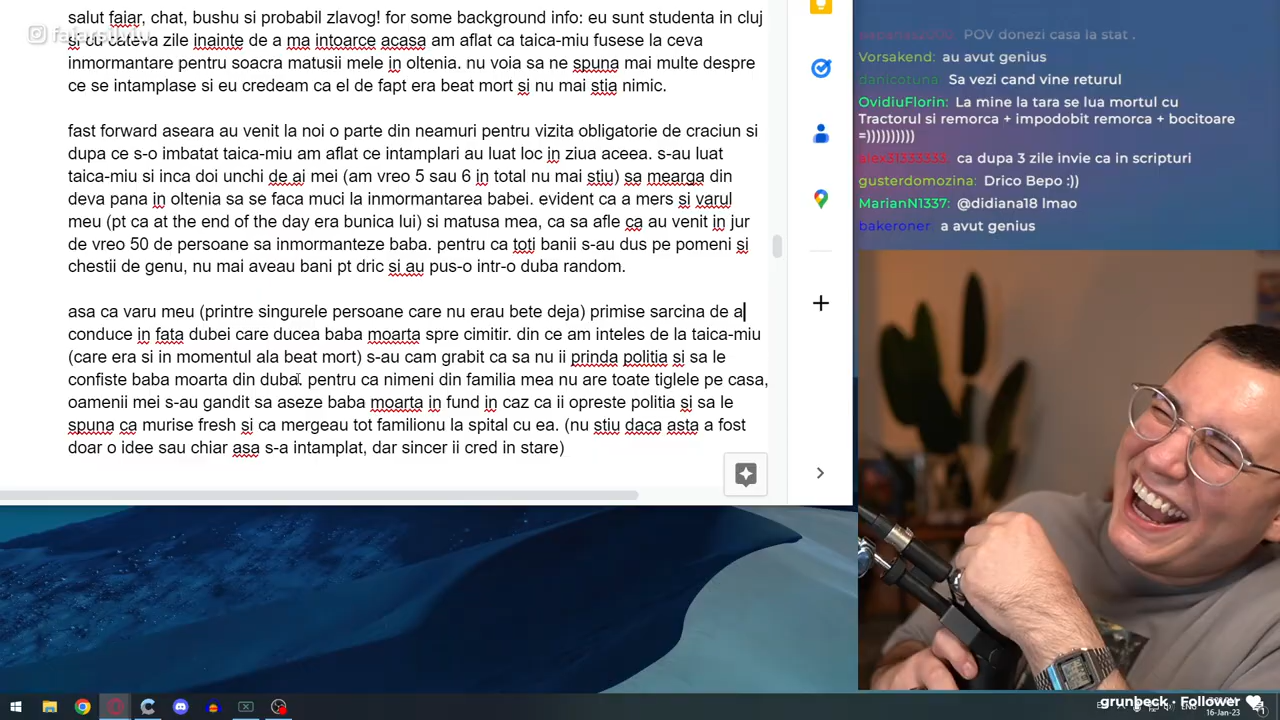 salut faiar, chat, bushu si probabil zlavog! for some background info: eu sunt studenta in cluj
si cu cateva zile inainte de a ma intoarce acasa am aflat ca taica-miu fusese la ceva
inmormantare pentru soacra matusii mele in oltenia. nu voia sa ne spuna mai multe despre
ce se intamplase si eu credeam ca el de fapt era beat mort si nu mai stia nimic.
fast forward aseara au venit la noi o parte din neamuri pentru vizita obligatorie de craciun si
dupa ce s-o imbatat taica-miu am aflat ce intamplari au luat loc in ziua aceea. s-au luat
taica-miu si inca doi unchi de ai mei (am vreo 5 sau 6 in total nu mai stiu) sa mearga din
deva pana in oltenia sa se faca muci la inmormantarea babei. evident ca a mers si varul
meu (pt ca at the end of the day era bunica lui) si matusa mea, ca sa afle ca au venit in jur
de vreo 50 de persoane sa inmormanteze baba. pentru ca toti banii s-au dus pe pomeni si
chestii de genu, nu mai aveau bani pt dric si au pus-o intr-o duba random.
asa ca varu meu (printre singurele persoane care nu erau bete deja) primise sarcina de a
conduce in fata dubei care ducea baba moarta spre cimitir. din ce am inteles de la taica-miu
(care era si in momentul ala beat mort) s-au cam grabit ca sa nu ii prinda politia si sa le
confiste baba moarta din duba. pentru ca nimeni din familia mea nu are toate tiglele pe casa,
oamenii mei s-au gandit sa aseze baba moarta in fund in caz ca ii opreste politia si sa le
spuna ca murise fresh si ca mergeau tot familionu la spital cu ea. (nu stiu daca asta a fost
doar o idee sau chiar asa s-a intamplat, dar sincer ii cred in stare)
POV donezi casa la stat .
Vorsakend: au avut genius
danicotuna: Sa vezi cand vine returul
OvidiuFlorin: La mine la tara se lua mortul cu
Tractorul si remorca + impodobit remorca + bocitoare
=))))))))))
alex31333333: ca dupa 3 zile invie ca in scripturi
gusterdomozina: Drico Bepo :))
MarianN1337: @didiana18 lmao
bakeroner: a avut genius
grunbeck • Follower
16-Jan-23